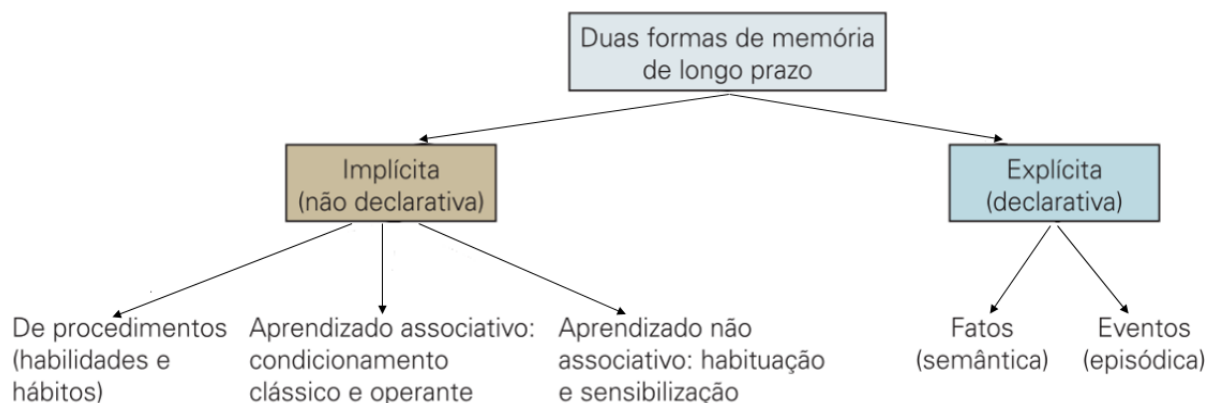 Duas formas de memória
de longo prazo
Implícita
(não declarativa)
Explícita
(declarativa)
De procedimentos
(habilidades e
hábitos)
Aprendizado associativo:
condicionamento
clássico e operante
Aprendizado não
associativo: habituação
e sensibilização
Fatos
(semântica)
Eventos
(episódica)